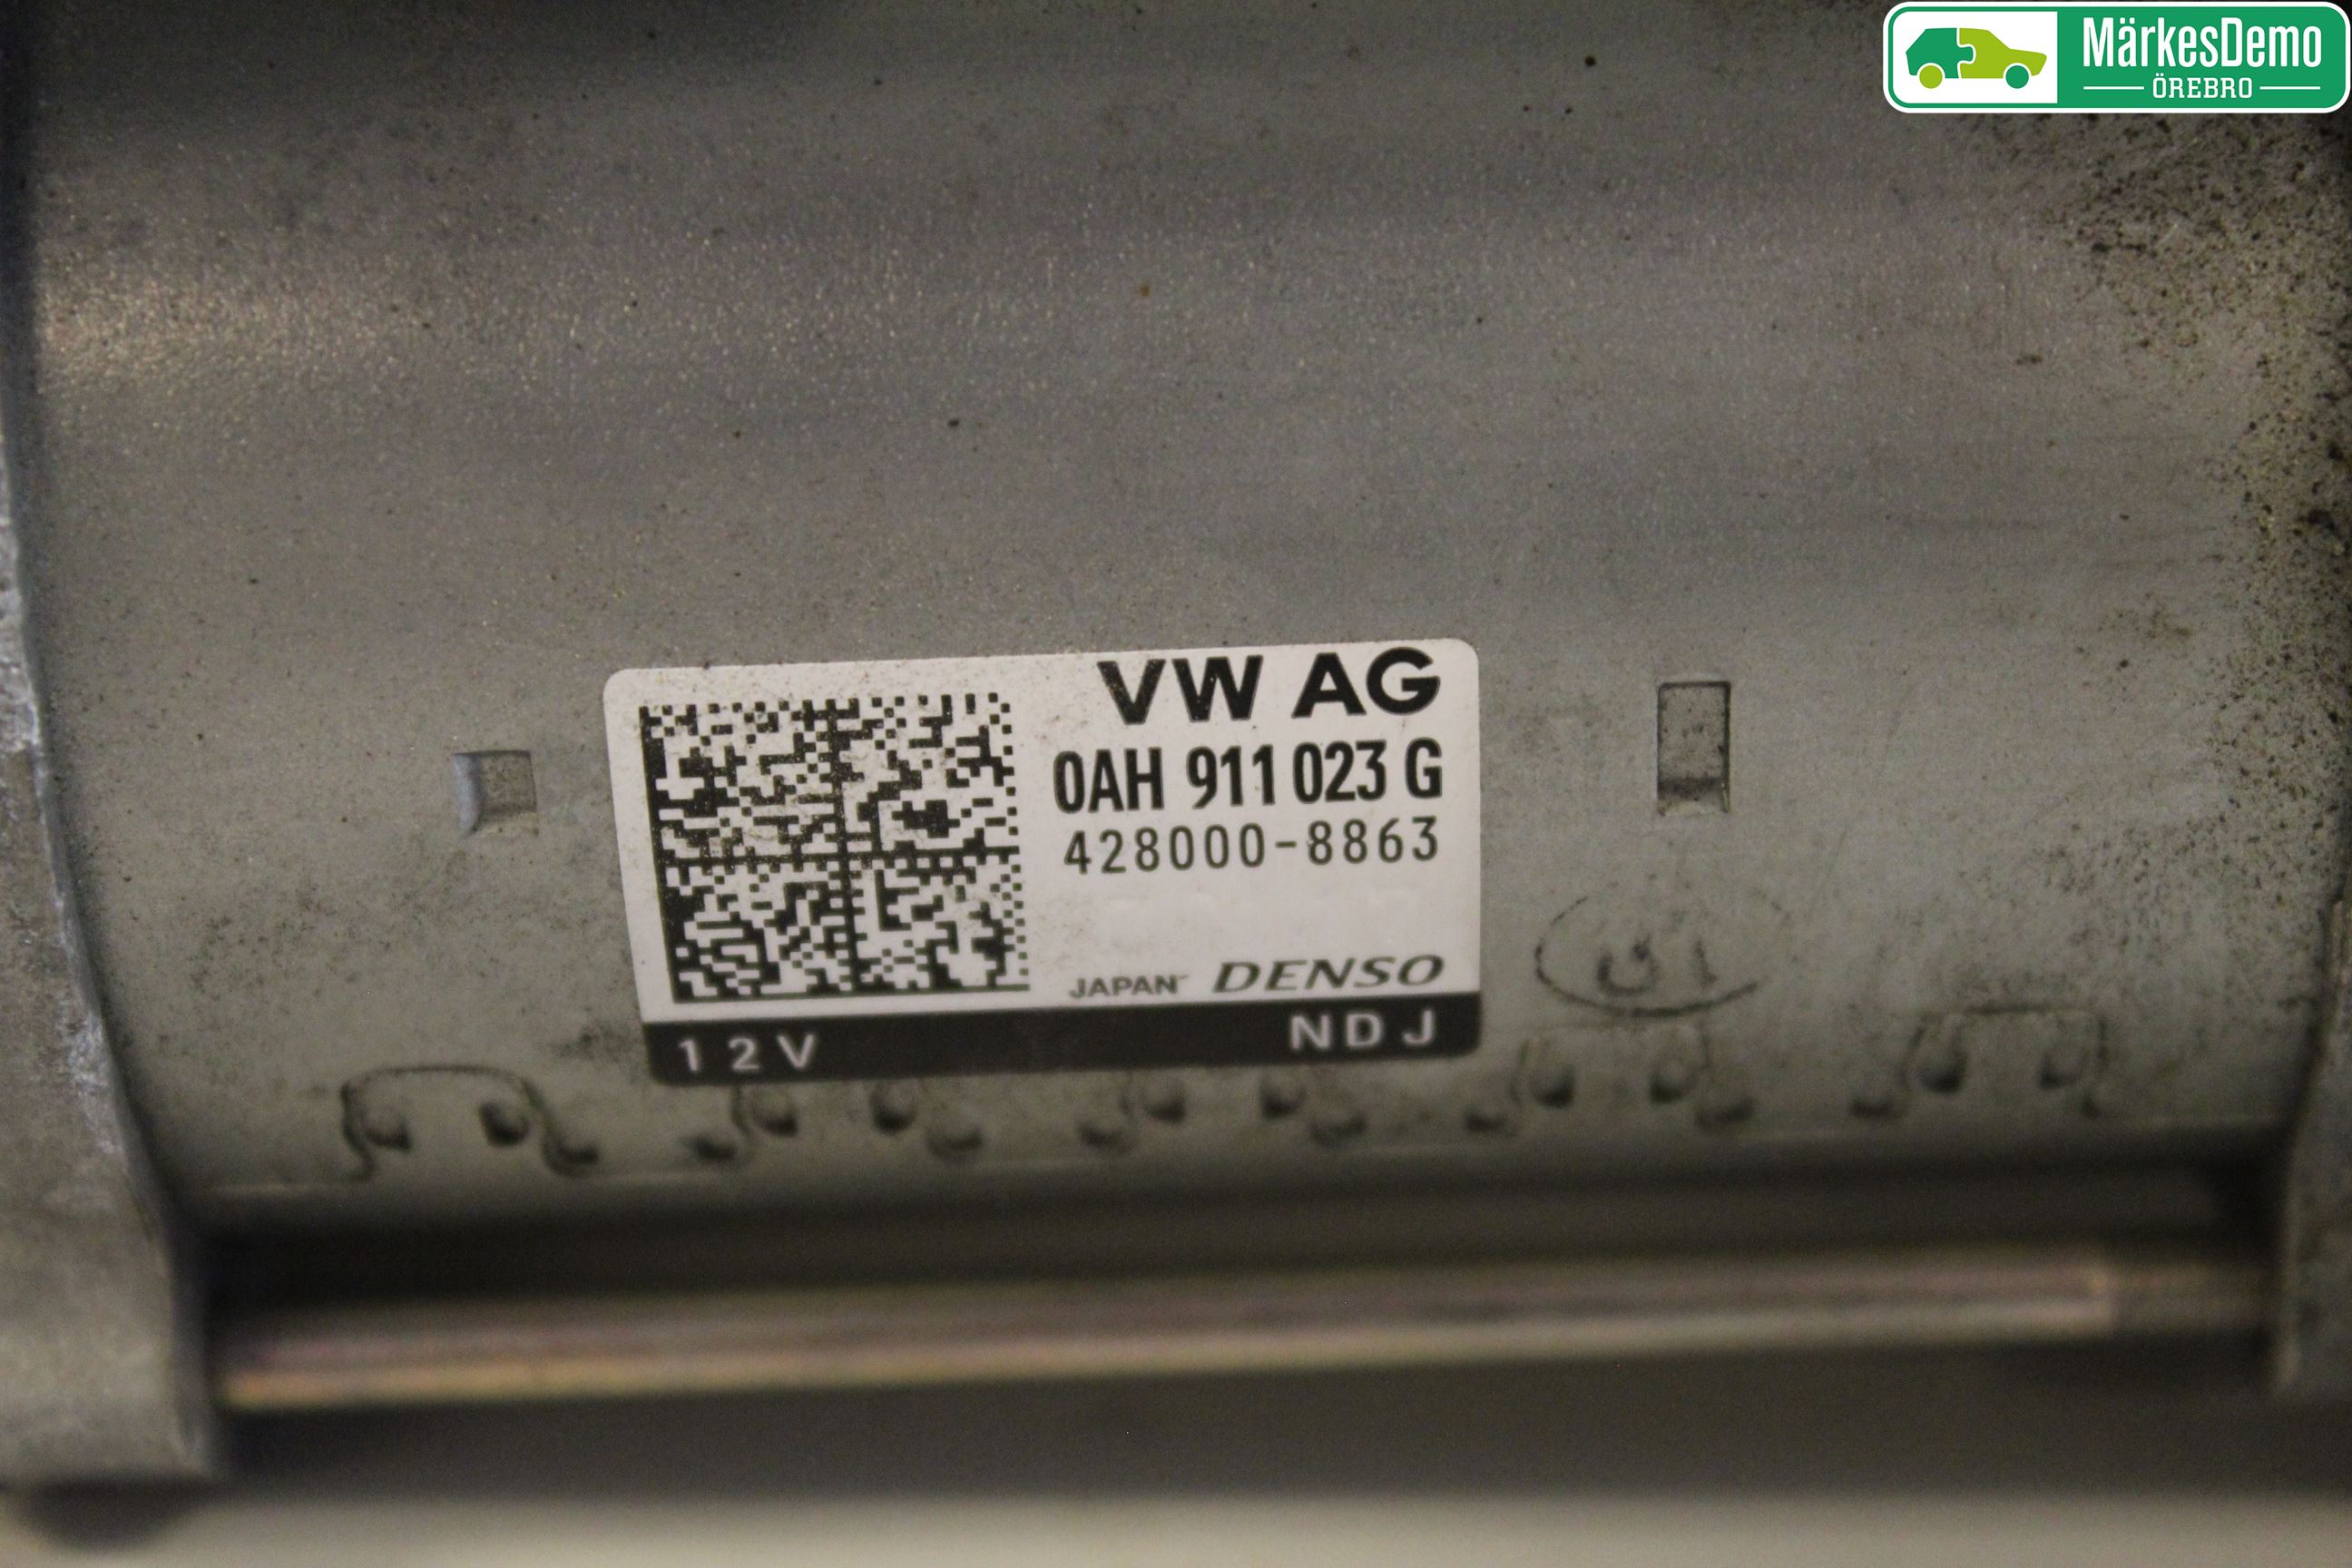 MärkesDemo
ÖREBRO
VW AG
0AH 911 023 G
428000-8863
JAPAN DENSO
12V NDJ